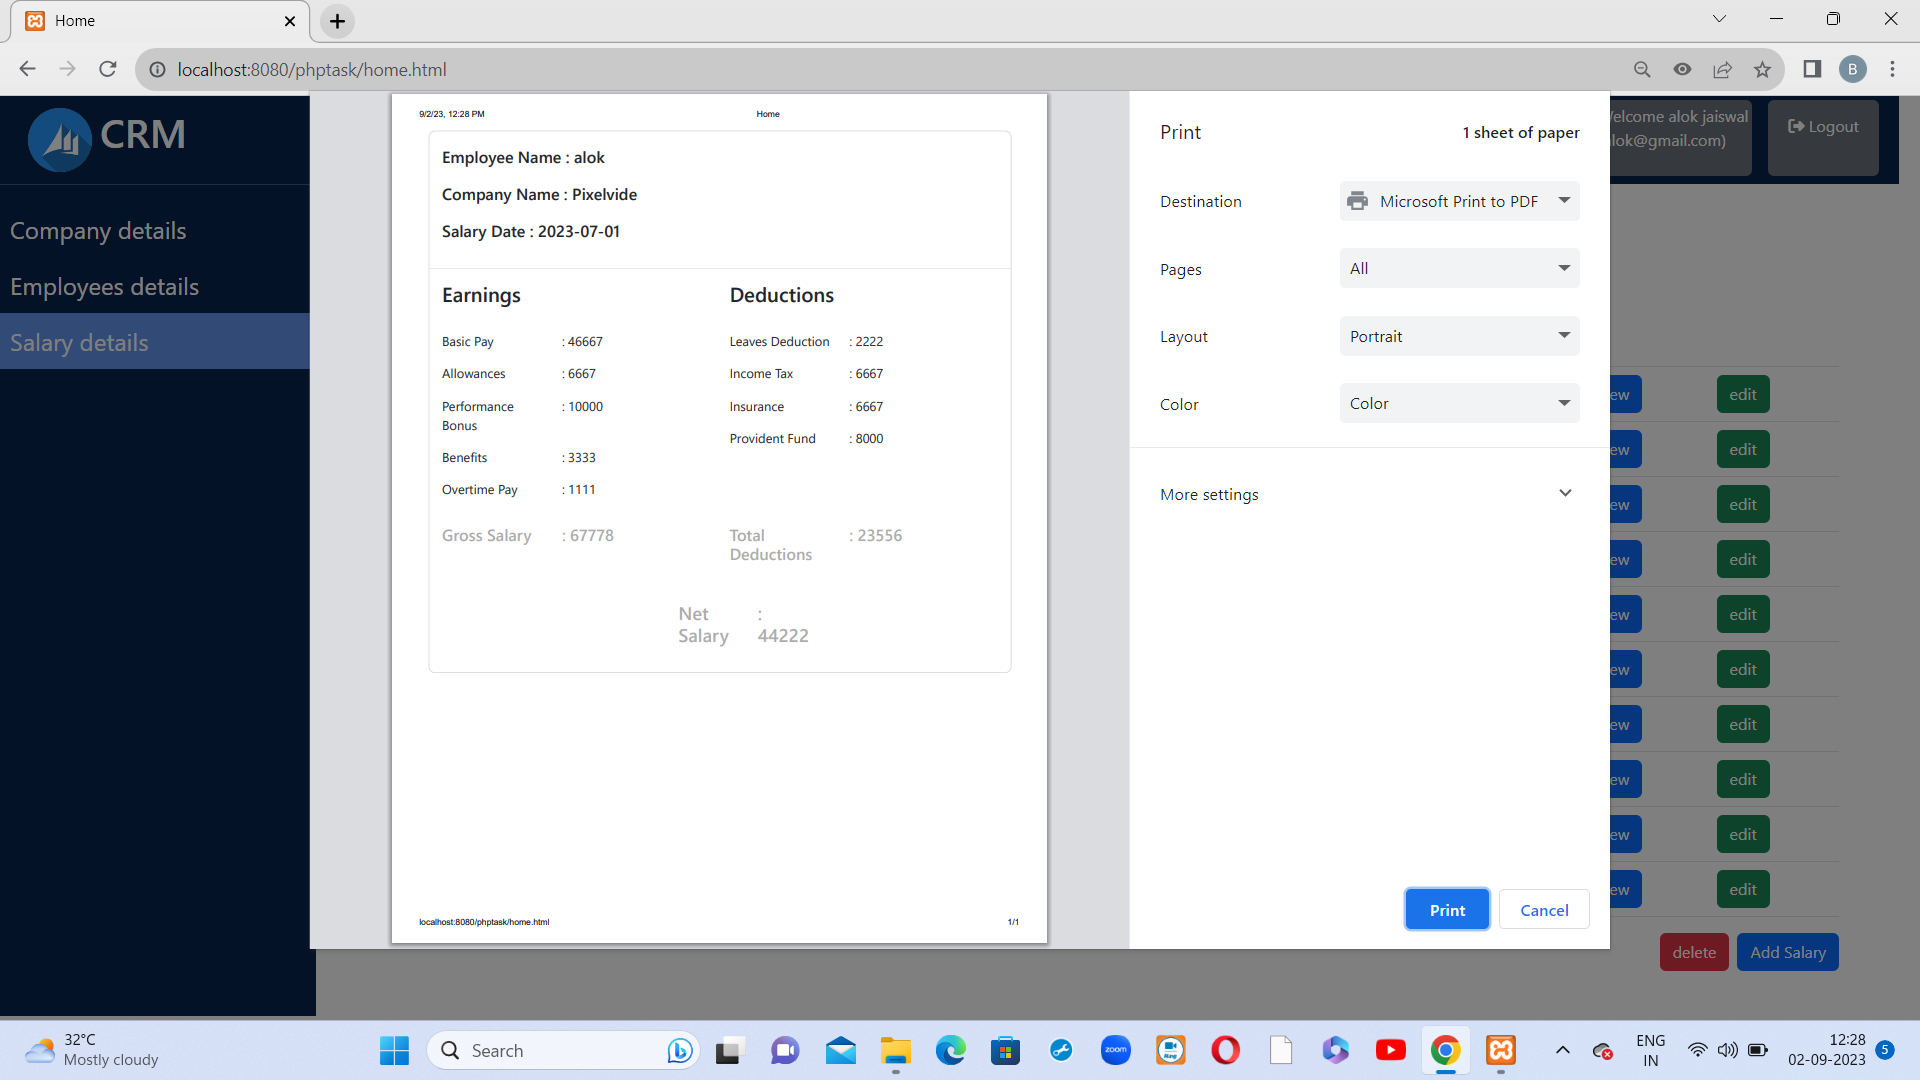 Home
localhost:8080/phptask/home.html
B
CRM
Company details
Employees details
Salary details
9/2/23, 12:28 PM Home
Employee Name : alok
Company Name : Pixelvide
Salary Date : 2023-07-01
Earnings Deductions
Basic Pay : 46667 Leaves Deduction : 2222
Allowances : 6667 Income Tax : 6667
Performance : 10000 Insurance : 6667
Bonus
Provident Fund : 8000
Benefits : 3333
Overtime Pay : 1111
Gross Salary : 67778 Total : 23556
Deductions
Net :
Salary 44222
localhost:8080/phptask/home.html 1/1
Print 1 sheet of paper
Destination Microsoft Print to PDF
Pages All
Layout Portrait
Color Color
More settings
Print Cancel
elcome alok jaiswal
lok@gmail.com)
Logout
ew edit
ew edit
ew edit
ew edit
ew edit
ew edit
ew edit
ew edit
ew edit
ew edit
delete Add Salary
32°C
Mostly cloudy
Search
zoom
ENG
IN
12:28
02-09-2023
5